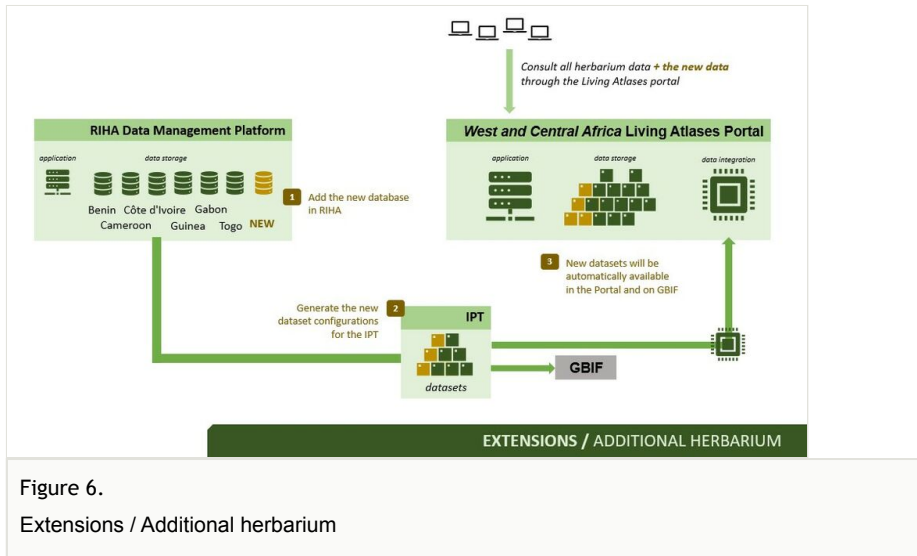 Consult all herbarium data + the new data
through the Living Atlases portal
RIHA Data Management Platform
application
data storage
Benin Côte d'Ivoire Gabon
Cameroon Guinea Togo NEW
1 Add the new database
in RIHA
West and Central Africa Living Atlases Portal
application
data storage
data integration
3 New datasets will be
automatically available
in the Portal and on GBIF
Generate the new
dataset configurations
for the IPT
2
IPT
datasets
GBIF
EXTENSIONS / ADDITIONAL HERBARIUM
Figure 6.
Extensions / Additional herbarium